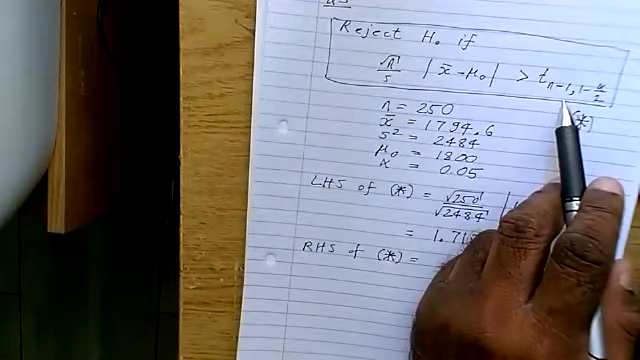 Reject H₀ if
√n/s |x̄ - μ₀| > t n-1, 1-α/2
(*)
n = 250
x̄ = 1794.6
s² = 2484
μ₀ = 1800
α = 0.05
LHS of (*) = √250/√2484 |
= 1.71
RHS of (*) =